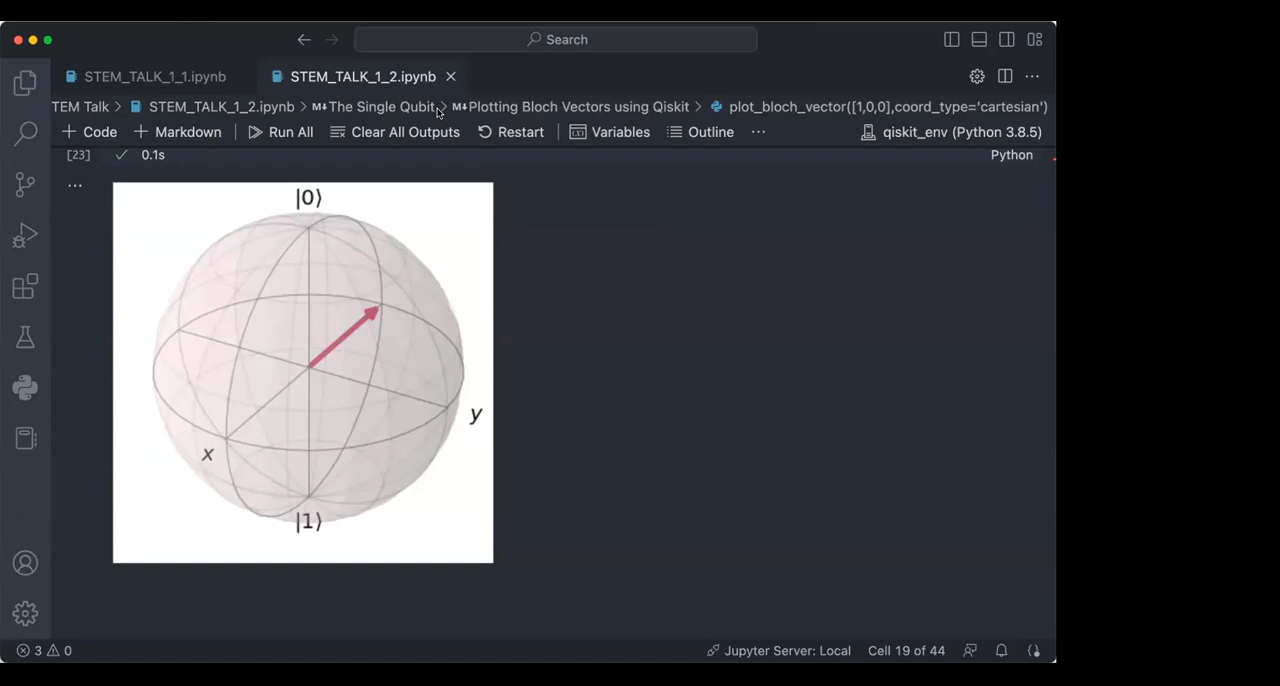 Search
STEM_TALK_1_1.ipynb
STEM_TALK_1_2.ipynb
TEM Talk > STEM_TALK_1_2.ipynb > M↓The Single Qubit > M↓Plotting Bloch Vectors using Qiskit > plot_bloch_vector([1,0,0],coord_type='cartesian')
+ Code + Markdown Run All Clear All Outputs Restart Variables Outline ··· qiskit_env (Python 3.8.5)
[23] ✓ 0.1s Python
...
|0⟩
y
x
|1⟩
3 0 Jupyter Server: Local Cell 19 of 44